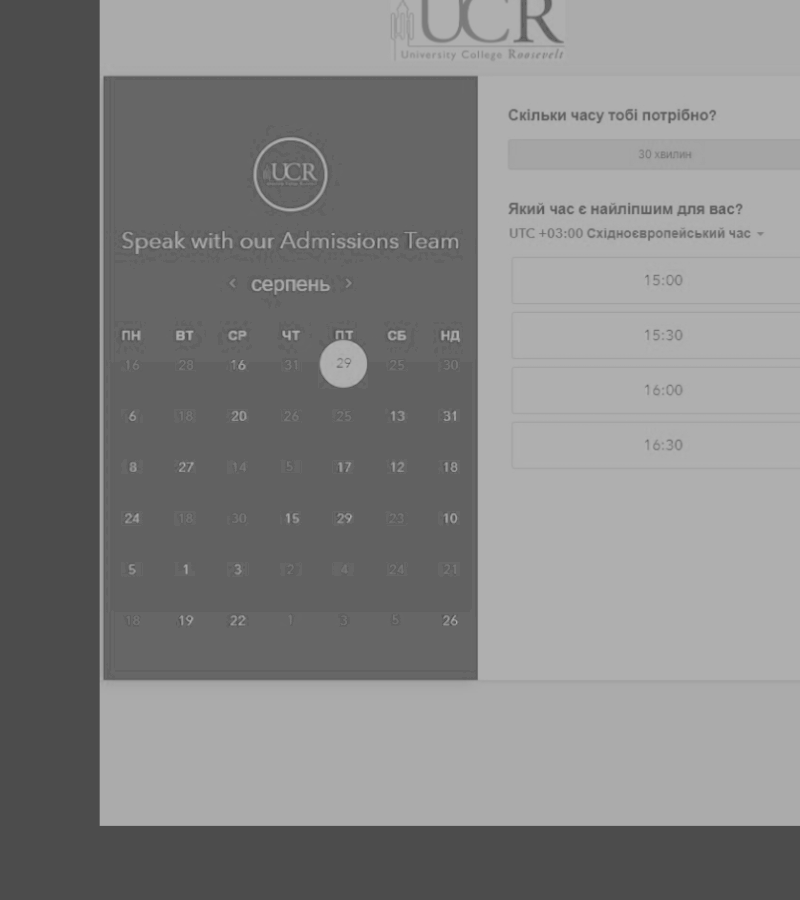 UCR
University College Roosevelt
UCR
Speak with our Admissions Team
‹ серпень ›
ПН ВТ СР ЧТ ПТ СБ НД
16 28 16 31 29 25 30
6 18 20 26 25 13 31
8 27 14 5 17 12 18
24 18 30 15 29 23 10
5 1 3 2 4 24 21
18 19 22 1 3 5 26
Скільки часу тобі потрібно?
30 хвилин
Який час є найліпшим для вас?
UTC +03:00 Східноєвропейський час
15:00
15:30
16:00
16:30